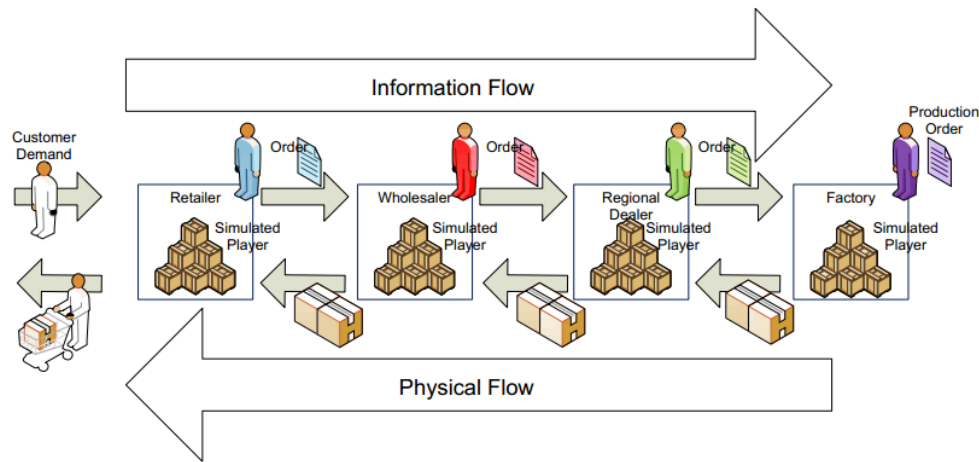 Information Flow
Customer
Demand
Order
Order
Order
Production
Order
Retailer
Simulated
Player
Wholesaler
Simulated
Player
Regional
Dealer
Simulated
Player
Factory
Simulated
Player
Physical Flow